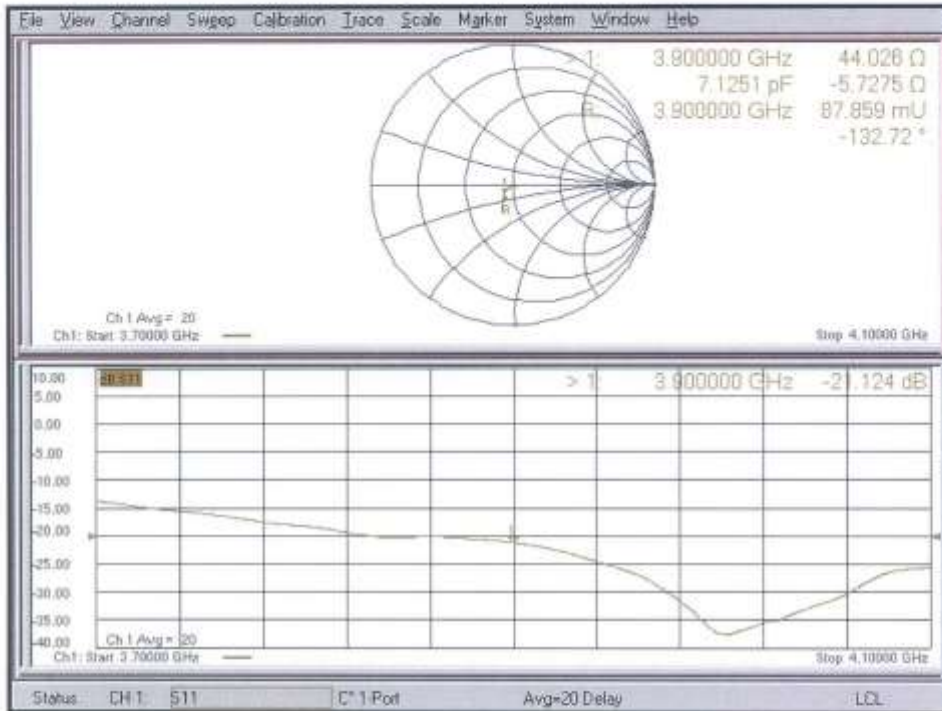 File View Channel Sweep Calibration Trace Scale Marker System Window Help
> 1: 3.900000 GHz 44.026 Ω
7.1251 pF -5.7275 Ω
R: 3.900000 GHz 87.859 mU
-132.72 °
1
R
Ch 1 Avg = 20
Ch1: Start 3.70000 GHz
Stop 4.10000 GHz
10.00
> 1: 3.900000 GHz -21.124 dB
5.00
0.00
-5.00
-10.00
-15.00
-20.00
-25.00
-30.00
-35.00
-40.00
Ch 1 Avg = 20
Ch1: Start 3.70000 GHz
Stop 4.10000 GHz
Status CH 1: S11 C* 1-Port Avg=20 Delay LCL